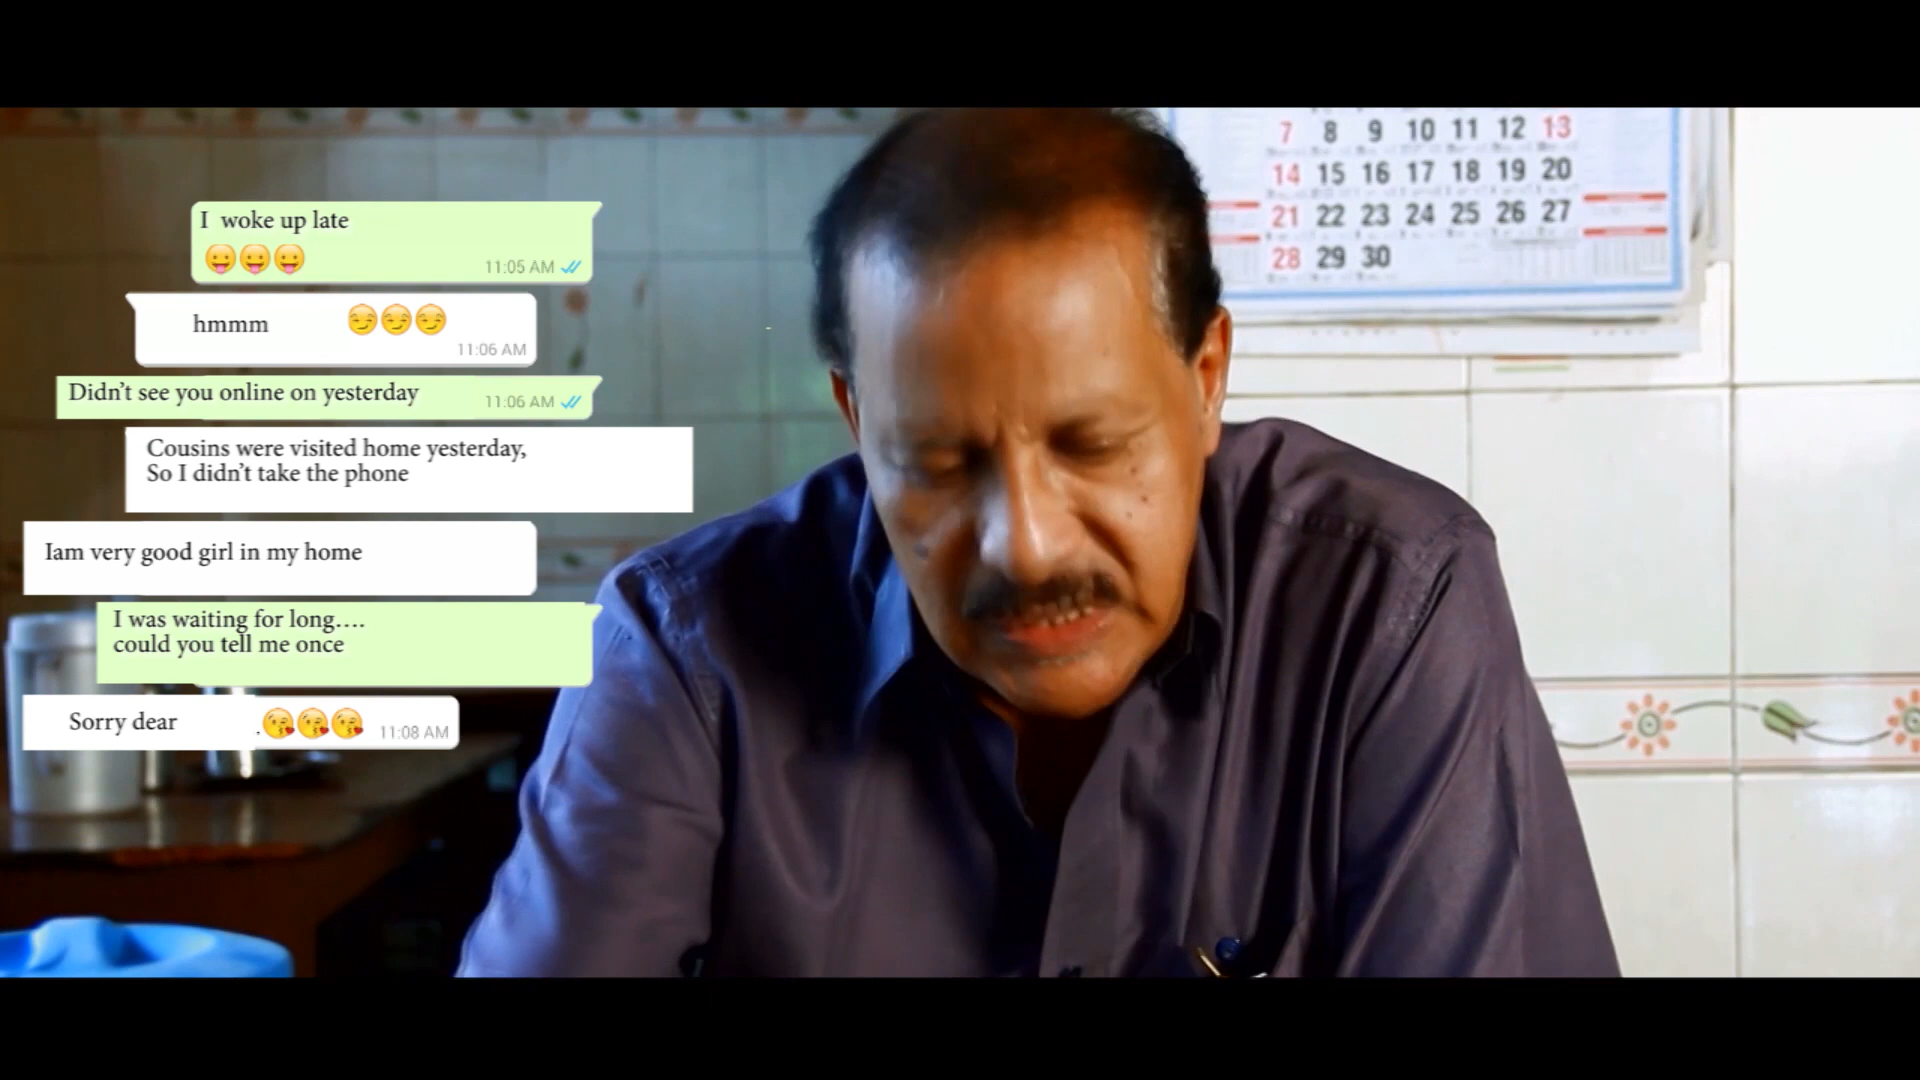 I woke up late
11:05 AM
hmmm
11:06 AM
Didn't see you online on yesterday
11:06 AM
Cousins were visited home yesterday,
So I didn't take the phone
Iam very good girl in my home
I was waiting for long....
could you tell me once
Sorry dear
11:08 AM
7 8 9 10 11 12 13
14 15 16 17 18 19 20
21 22 23 24 25 26 27
28 29 30